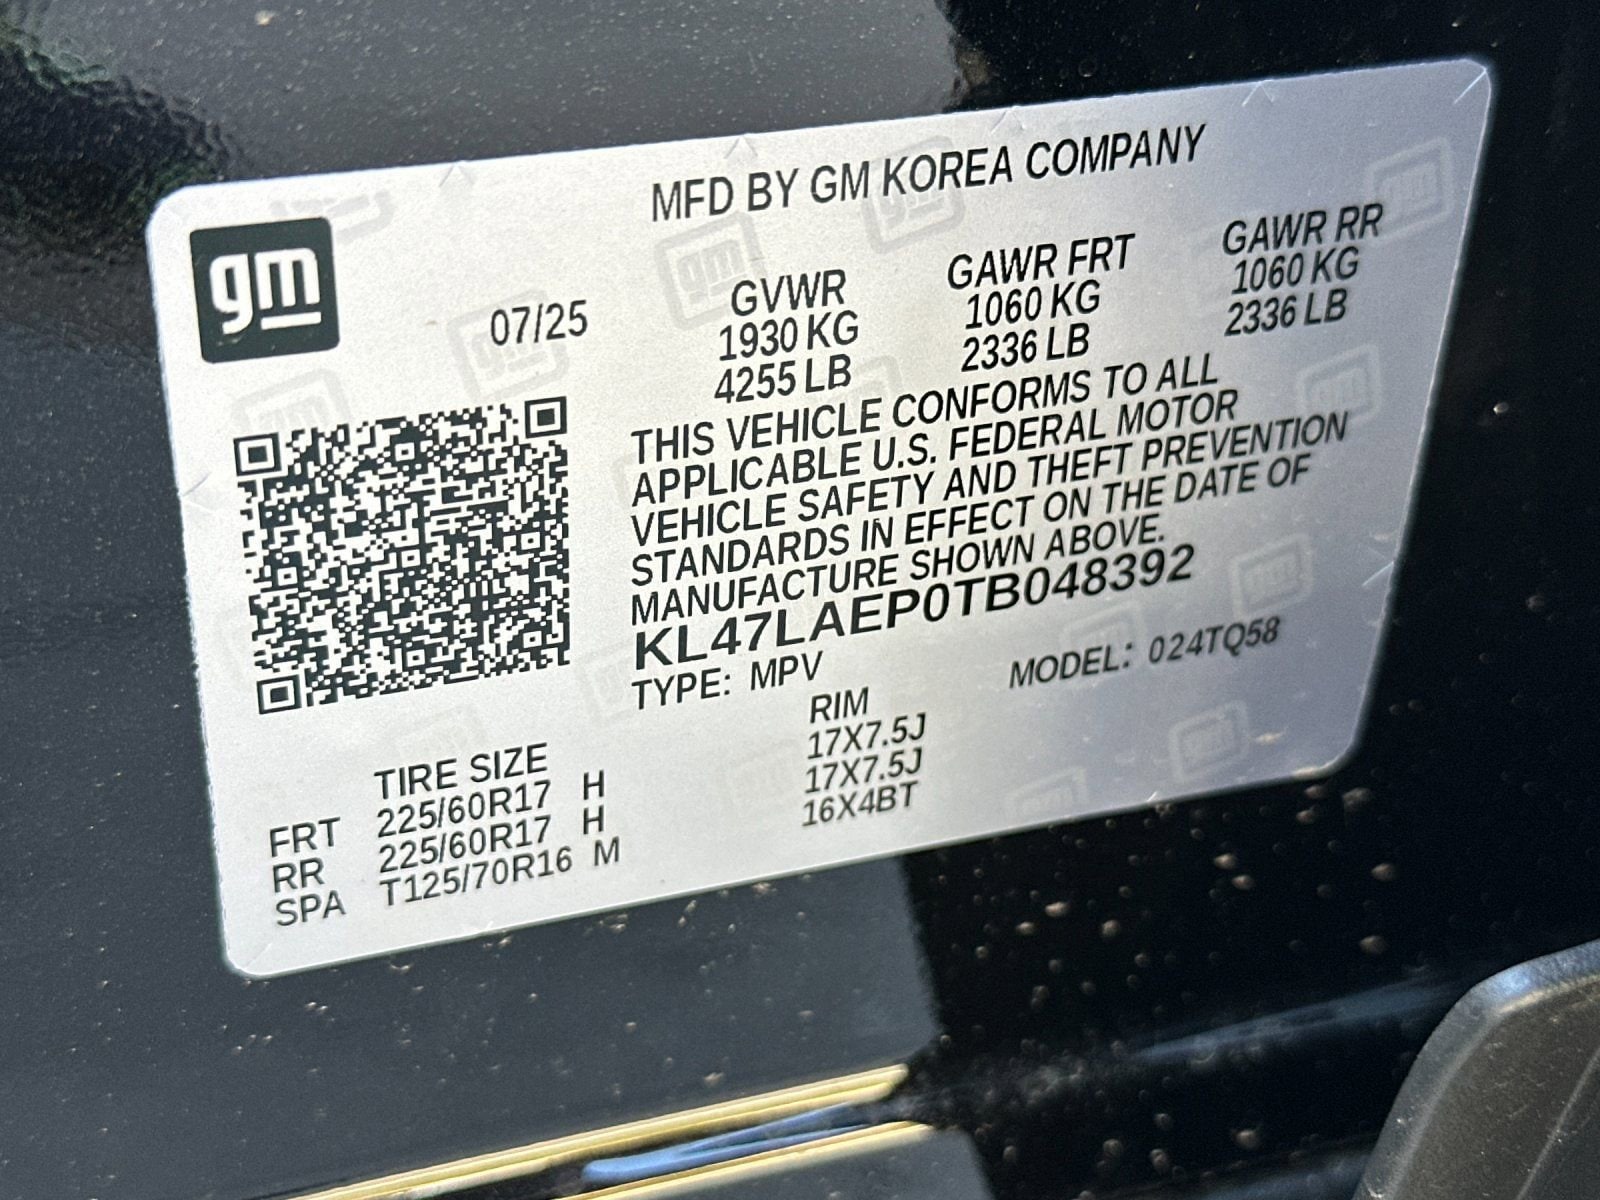 MFD BY GM KOREA COMPANY
gm
07/25
GVWR
1930 KG
4255 LB
GAWR FRT
1060 KG
2336 LB
GAWR RR
1060 KG
2336 LB
THIS VEHICLE CONFORMS TO ALL
APPLICABLE U.S. FEDERAL MOTOR
VEHICLE SAFETY AND THEFT PREVENTION
STANDARDS IN EFFECT ON THE DATE OF
MANUFACTURE SHOWN ABOVE.
KL47LAEP0TB048392
TYPE: MPV
MODEL: 024TQ58
TIRE SIZE RIM
FRT 225/60R17 H 17X7.5J
RR 225/60R17 H 17X7.5J
SPA T125/70R16 M 16X4BT